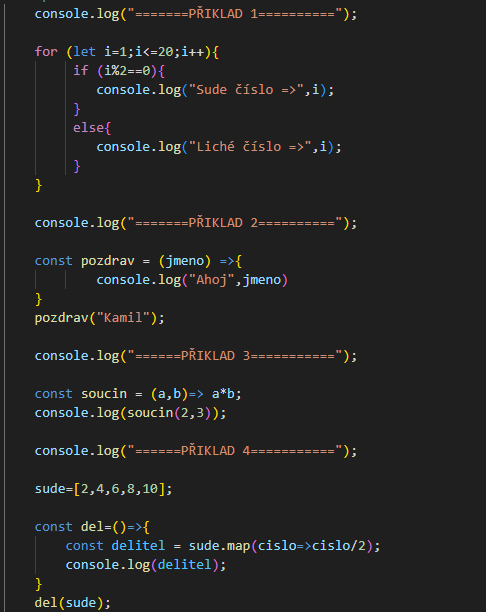 console.log("=======PŘIKLAD 1==========");
for (let i=1;i<=20;i++){
if (i%2==0){
console.log("Sude číslo =>",i);
}
else{
console.log("Liché číslo =>",i);
}
}
console.log("=======PŘIKLAD 2==========");
const pozdrav = (jmeno) =>{
console.log("Ahoj",jmeno)
}
pozdrav("Kamil");
console.log("======PŘIKLAD 3===========");
const soucin = (a,b)=> a*b;
console.log(soucin(2,3));
console.log("======PŘIKLAD 4===========");
sude=[2,4,6,8,10];
const del=()=>{
const delitel = sude.map(cislo=>cislo/2);
console.log(delitel);
}
del(sude);